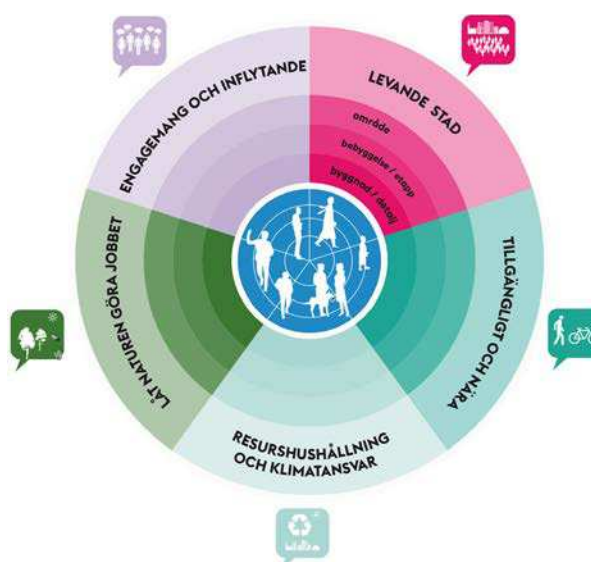 ENGAGEMANG OCH INFLYTANDE
LEVANDE STAD
område
bebyggelse / etapp
byggnad / detalj
TILLGÄNGLIGT OCH NÄRA
RESURSHUSHÅLLNING
OCH KLIMATANSVAR
LÅT NATUREN GÖRA JOBBET